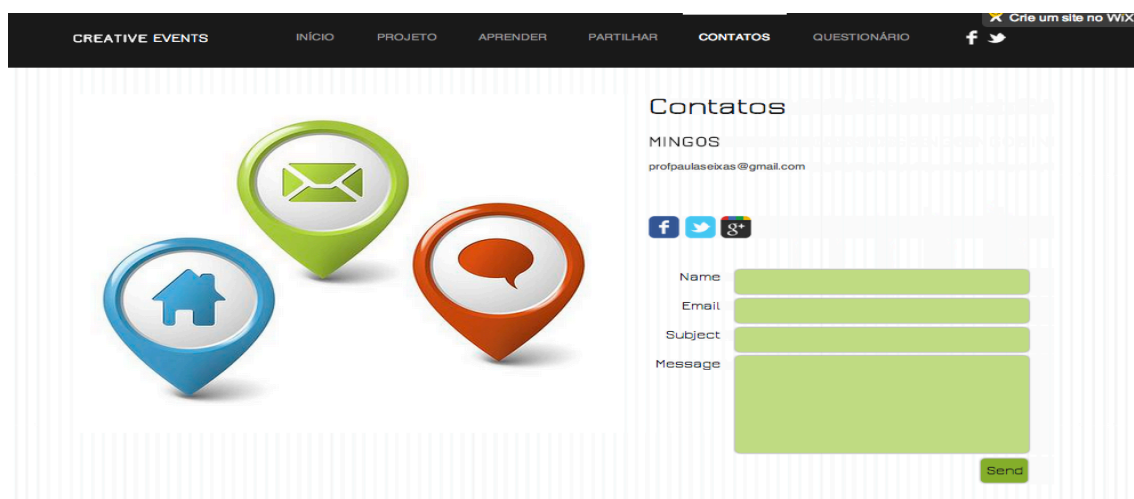 Crie um site no WiX
CREATIVE EVENTS INÍCIO PROJETO APRENDER PARTILHAR CONTATOS QUESTIONÁRIO
Contatos
MINGOS
profpaulaseixas@gmail.com
Name
Email
Subject
Message
Send